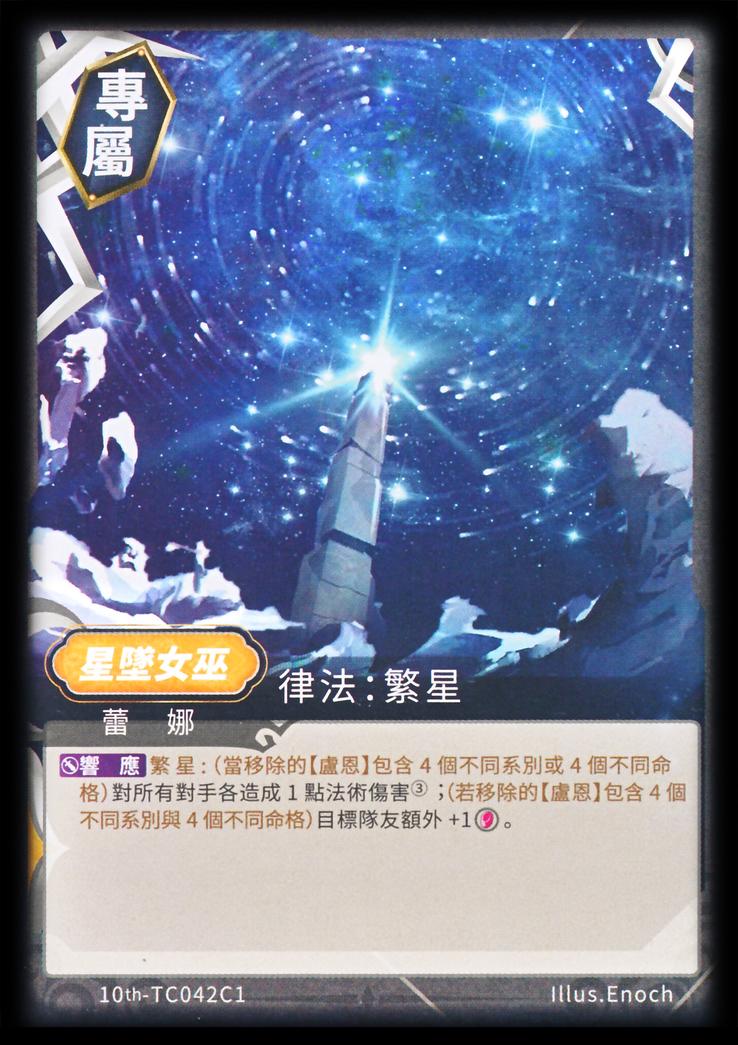 專屬
星墜女巫
蕾 娜
律法：繁星
響 應 繁星：（當移除的【盧恩】包含 4 個不同系別或 4 個不同命
格）對所有對手各造成 1 點法術傷害③；（若移除的【盧恩】包含 4 個
不同系別與 4 個不同命格）目標隊友額外 +1。
10th-TC042C1
Illus.Enoch